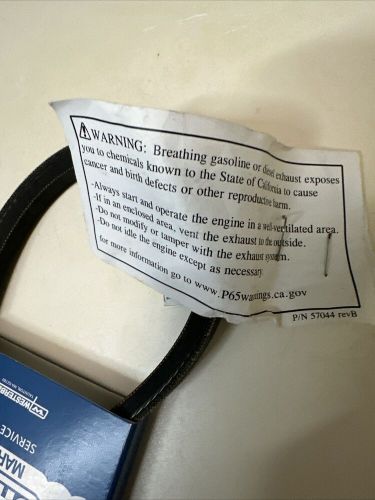 ⚠WARNING: Breathing gasoline or diesel exhaust exposes
you to chemicals known to the State of California to cause
cancer and birth defects or other reproductive harm.
-Always start and operate the engine in a well-ventilated area.
-If in an enclosed area, vent the exhaust to the outside.
-Do not modify or tamper with the exhaust system.
-Do not idle the engine except as necessary.
for more information go to www.P65warnings.ca.gov
P/N 57044 revB
SERVICE
MAR